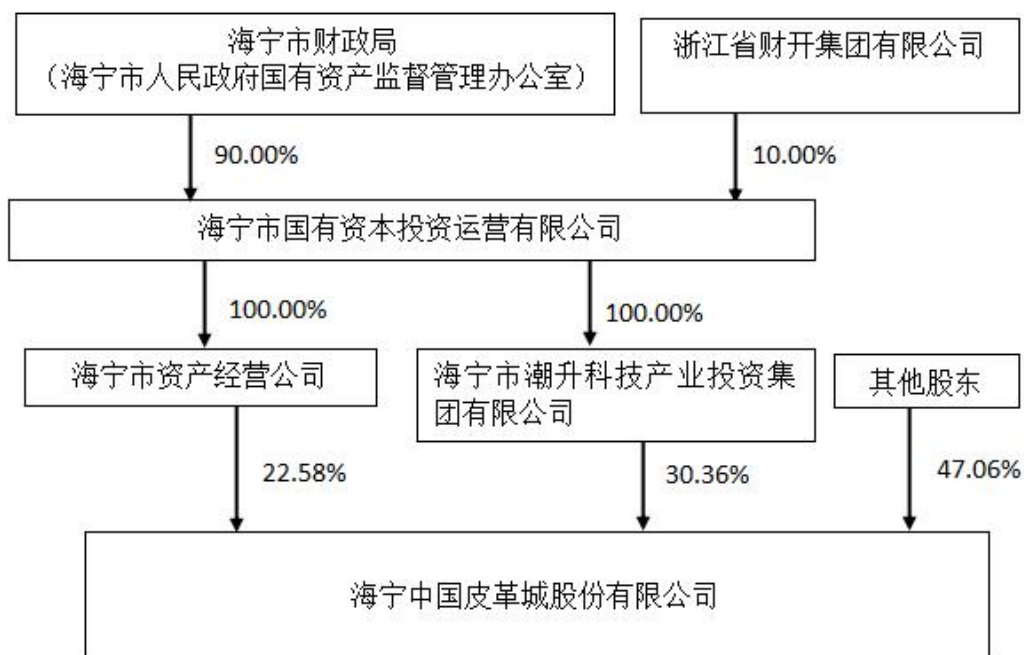 海宁市财政局
（海宁市人民政府国有资产监督管理办公室）
浙江省财开集团有限公司
90.00%
10.00%
海宁市国有资本投资运营有限公司
100.00%
100.00%
海宁市资产经营公司
海宁市潮升科技产业投资集
团有限公司
其他股东
22.58%
30.36%
47.06%
海宁中国皮革城股份有限公司